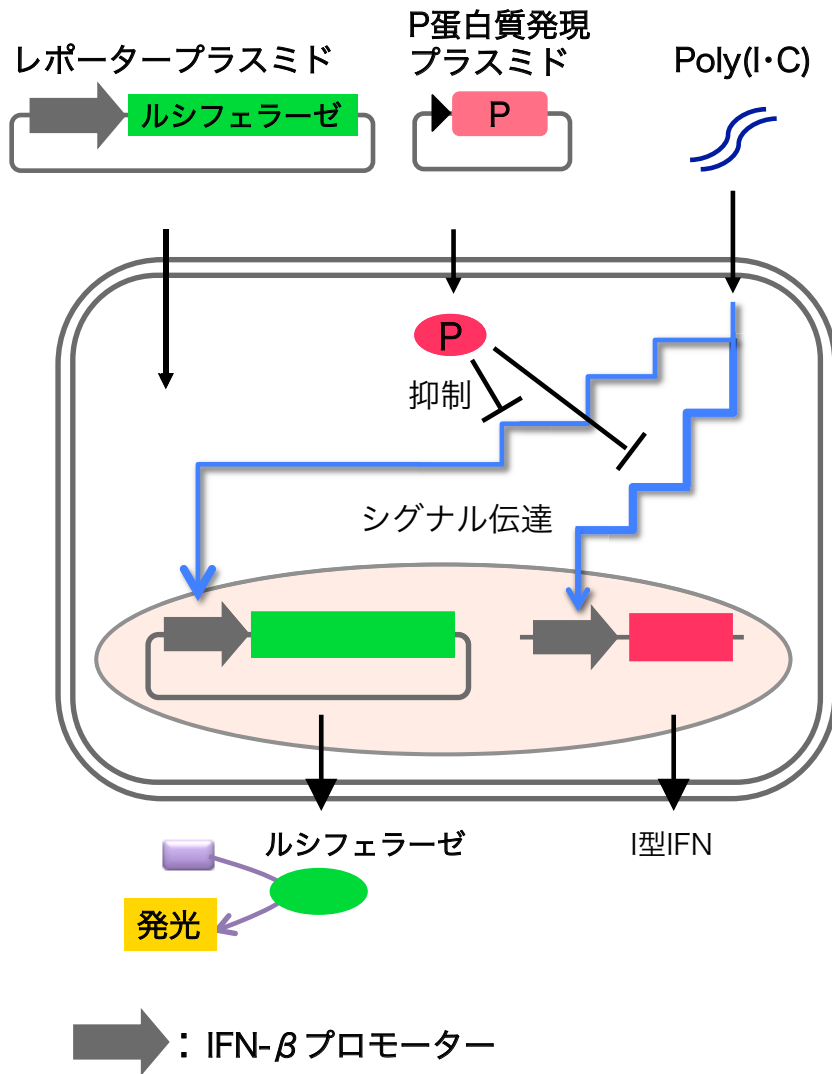 レポータープラスミド
P蛋白質発現
プラスミド
Poly(I・C)
ルシフェラーゼ
P
P
抑制
シグナル伝達
ルシフェラーゼ
I型IFN
発光
：IFN-βプロモーター